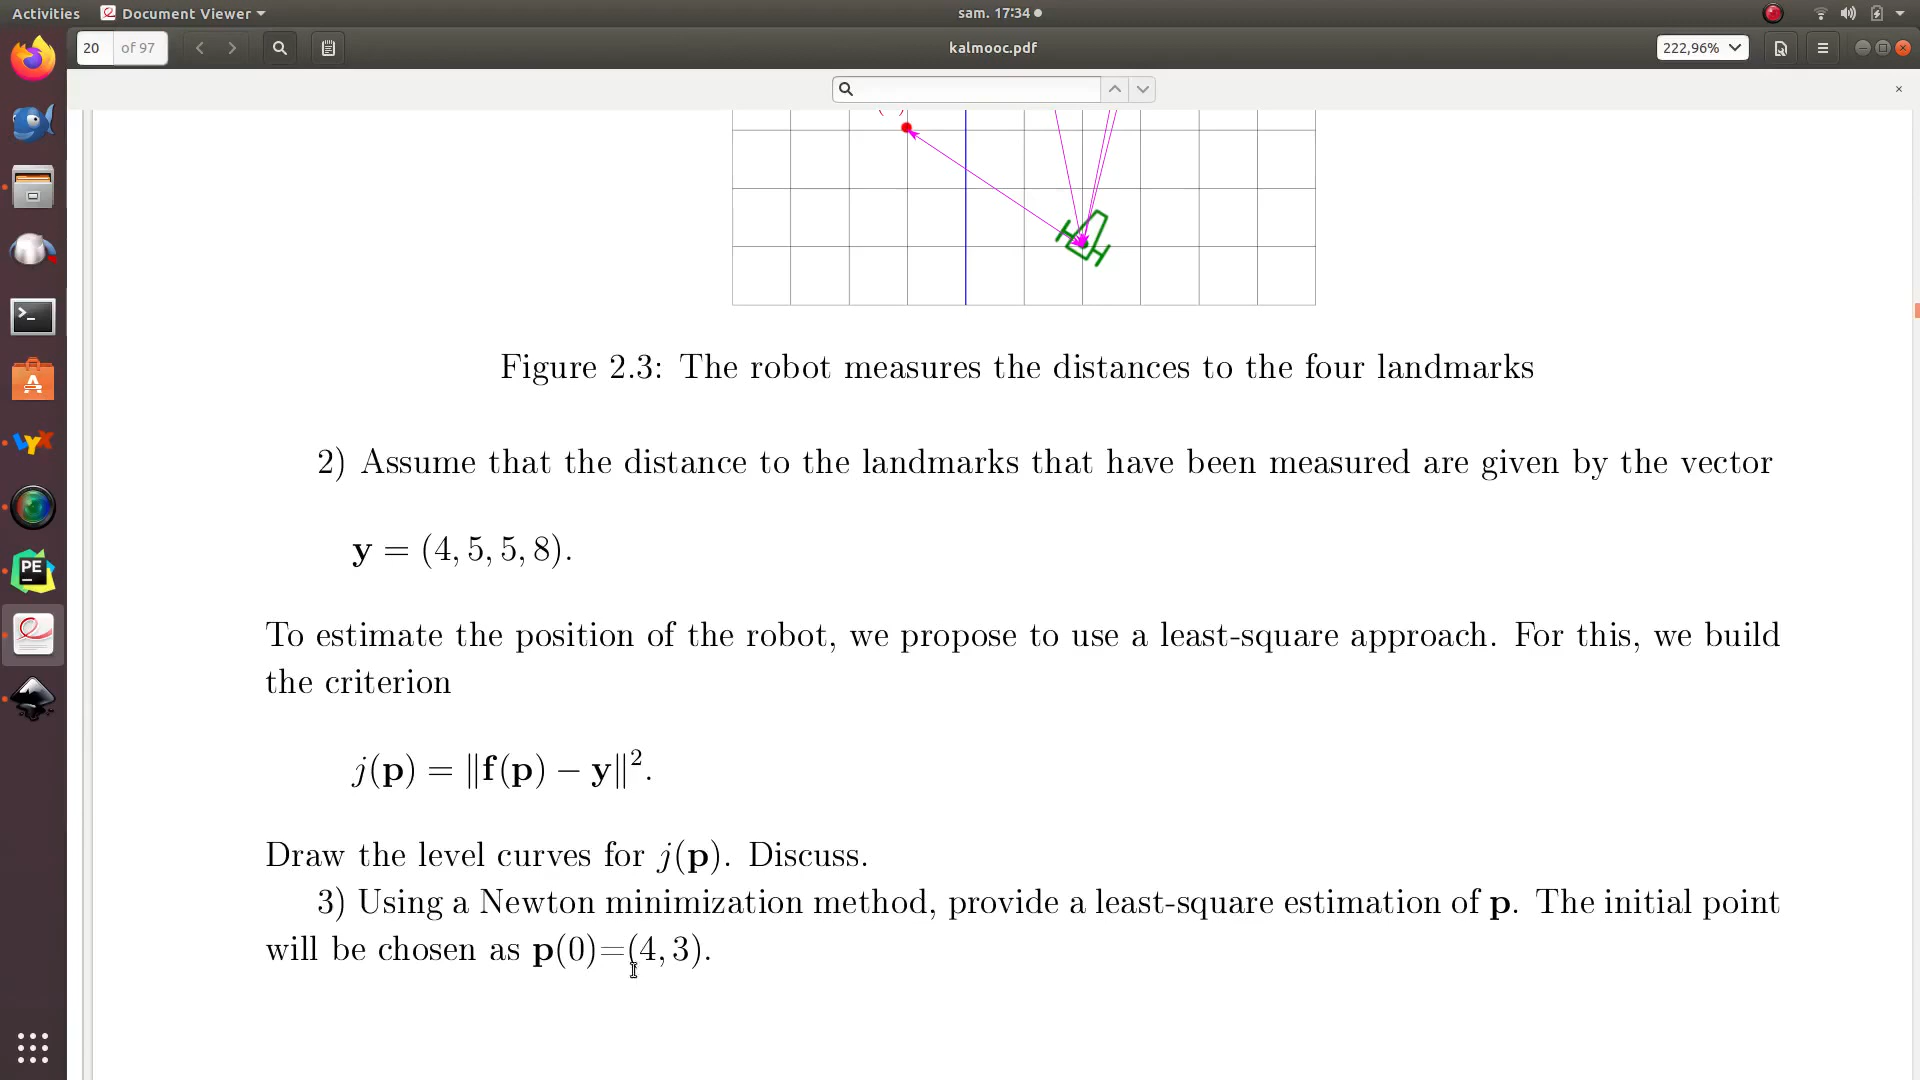 Activities Document Viewer sam. 17:34
20 of 97 kalmooc.pdf 222,96%
Figure 2.3: The robot measures the distances to the four landmarks
2) Assume that the distance to the landmarks that have been measured are given by the vector
y = (4, 5, 5, 8).
To estimate the position of the robot, we propose to use a least-square approach. For this, we build
the criterion
j(p) = ‖f(p) − y‖².
Draw the level curves for j(p). Discuss.
3) Using a Newton minimization method, provide a least-square estimation of p. The initial point
will be chosen as p(0)=(4, 3).
PE